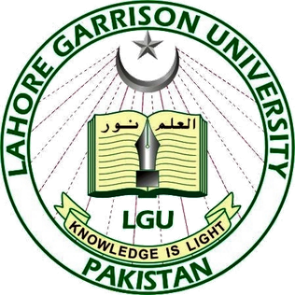 LAHORE GARRISON UNIVERSITY
العلم نور
LGU
KNOWLEDGE IS LIGHT
PAKISTAN